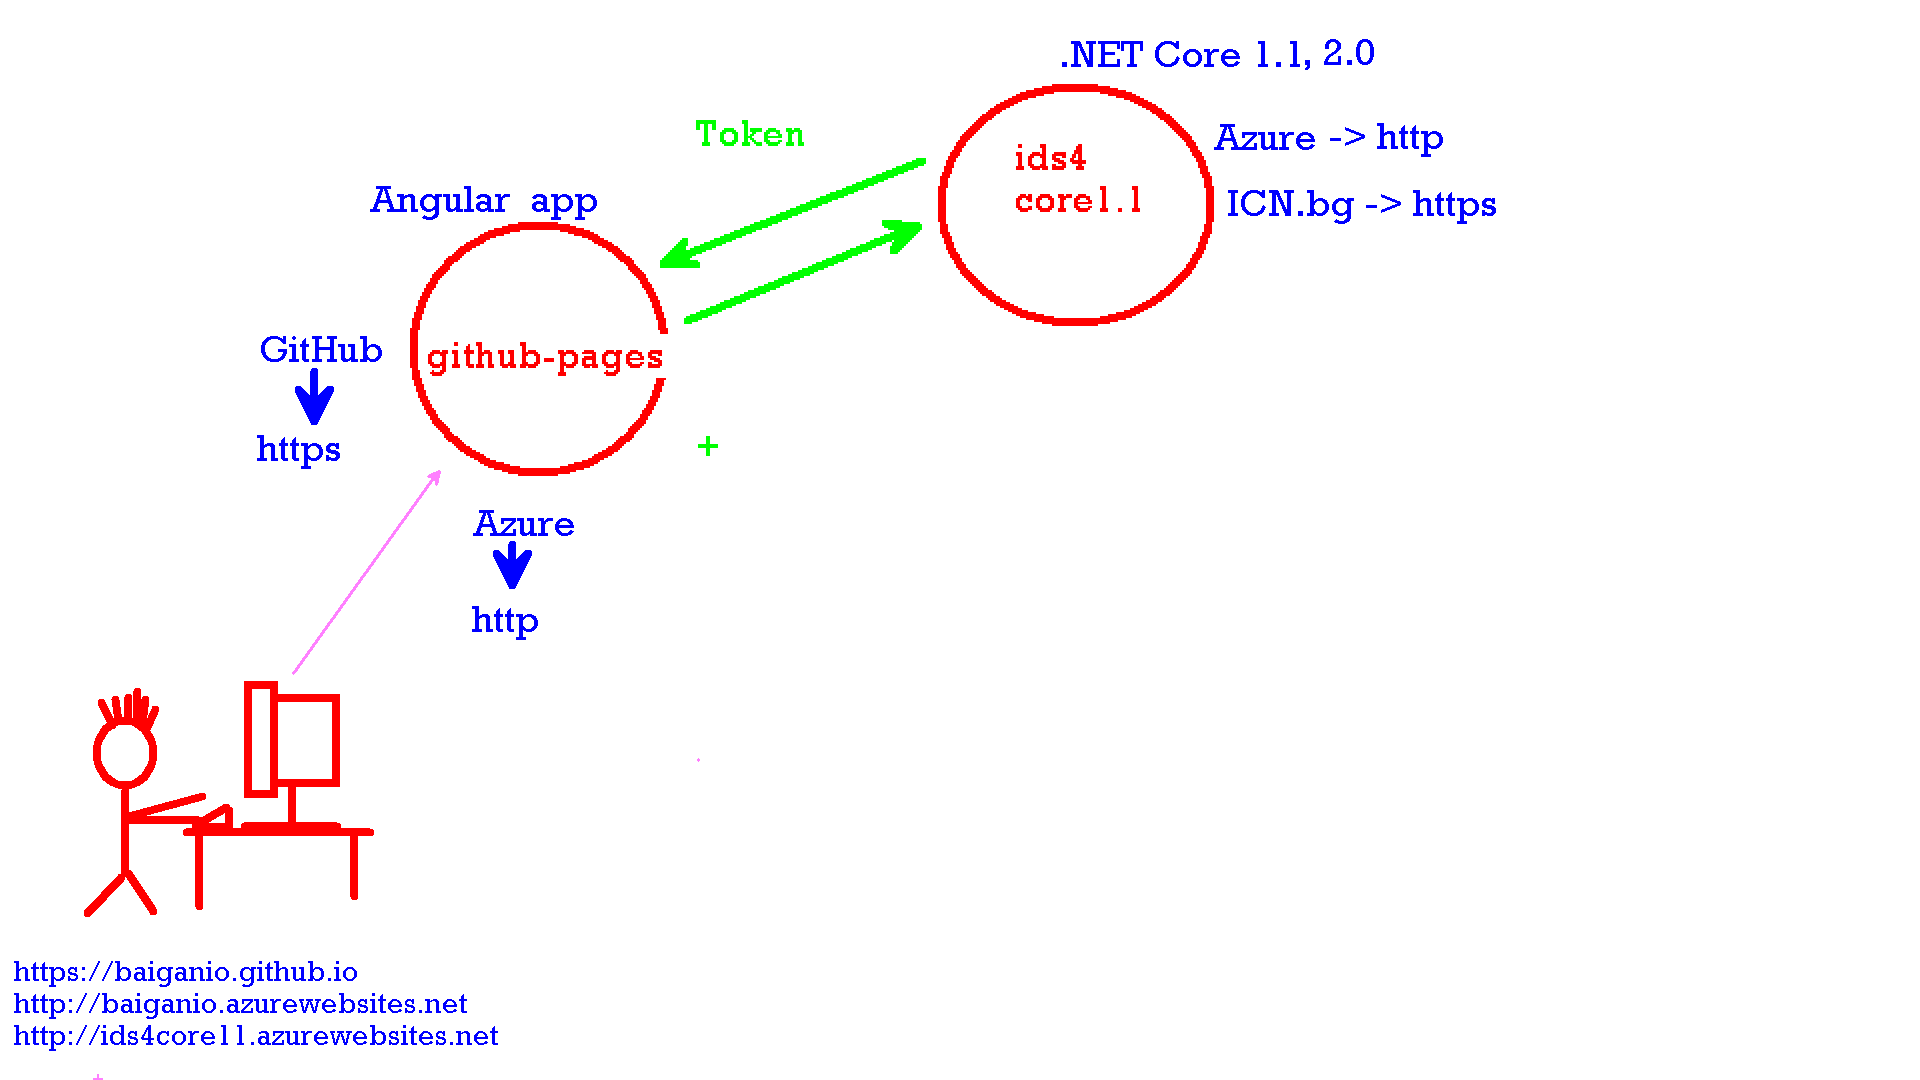 .NET Core 1.1, 2.0
Token
ids4
core1.1
Azure -> http
ICN.bg -> https
Angular app
GitHub
github-pages
https
+
Azure
http
https://baiganio.github.io
http://baiganio.azurewebsites.net
http://ids4core11.azurewebsites.net
+